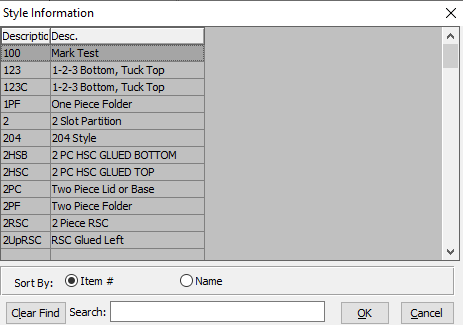 Style Information
Descriptic Desc.
100 Mark Test
123 1-2-3 Bottom, Tuck Top
123C 1-2-3 Bottom, Tuck Top
1PF One Piece Folder
2 2 Slot Partition
204 204 Style
2HSB 2 PC HSC GLUED BOTTOM
2HSC 2 PC HSC GLUED TOP
2PC Two Piece Lid or Base
2PF Two Piece Folder
2RSC 2 Piece RSC
2UpRSC RSC Glued Left
Sort By: Item # Name
Clear Find Search: OK Cancel